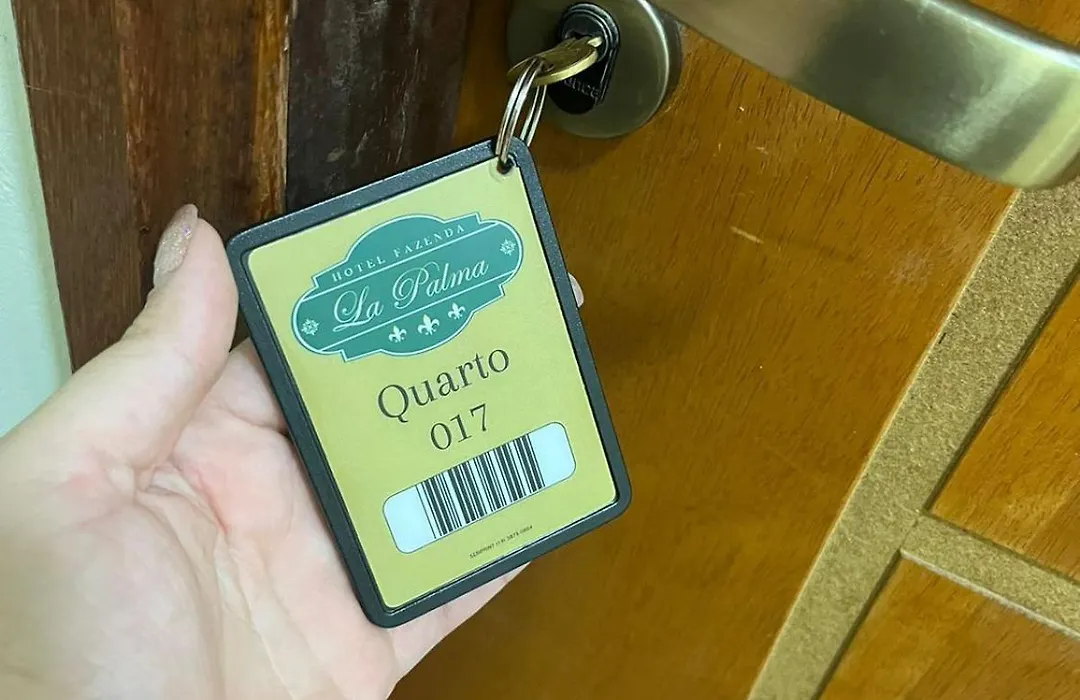 HOTEL FAZENDA
La Palma
Quarto
017